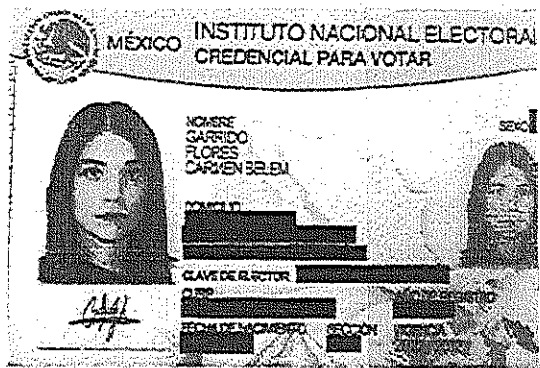 MÉXICO
INSTITUTO NACIONAL ELECTORAL
CREDENCIAL PARA VOTAR
NOMBRE
GARRIDO
FLORES
CARMEN BELEM
SEXO
DOMICILIO
CLAVE DE ELECTOR
CURP
AÑO DE REGISTRO
FECHA DE NACIMIENTO
SECCIÓN
VIGENCIA